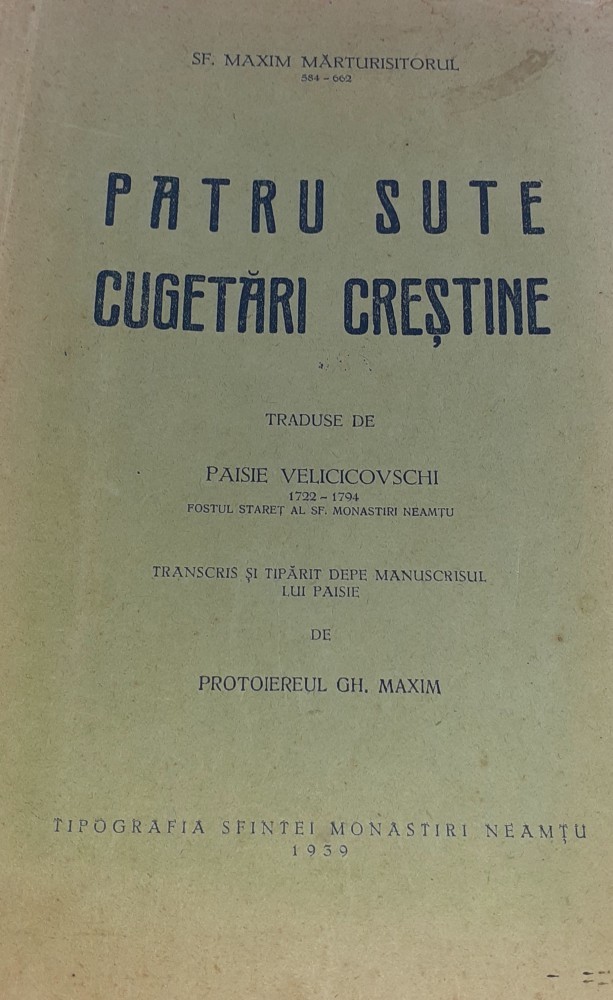 SF. MAXIM MĂRTURISITORUL
584 - 662
PATRU SUTE
CUGETĂRI CREȘTINE
TRADUSE DE
PAISIE VELICICOVSCHI
1722 - 1794
FOSTUL STAREȚ AL SF. MONASTIRI NEAMȚU
TRANSCRIS ȘI TIPĂRIT DEPE MANUSCRISUL
LUI PAISIE
DE
PROTOIEREUL GH. MAXIM
TIPOGRAFIA SFINTEI MONASTIRI NEAMȚU
1939